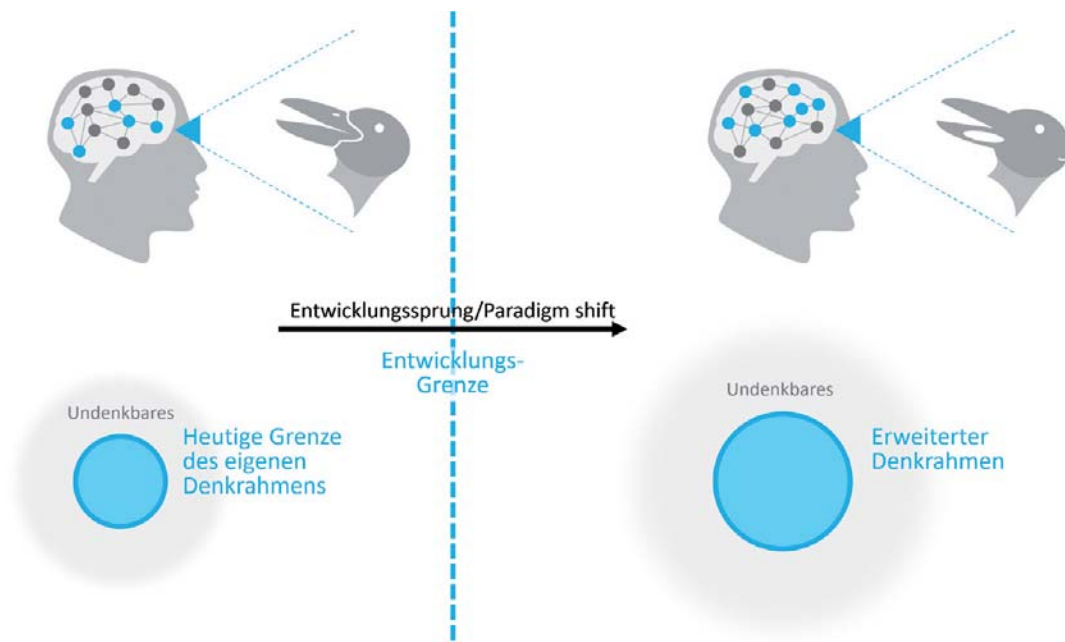 Entwicklungssprung/Paradigm shift
Entwicklungs-
Grenze
Undenkbares
Heutige Grenze
des eigenen
Denkrahmens
Undenkbares
Erweiterter
Denkrahmen